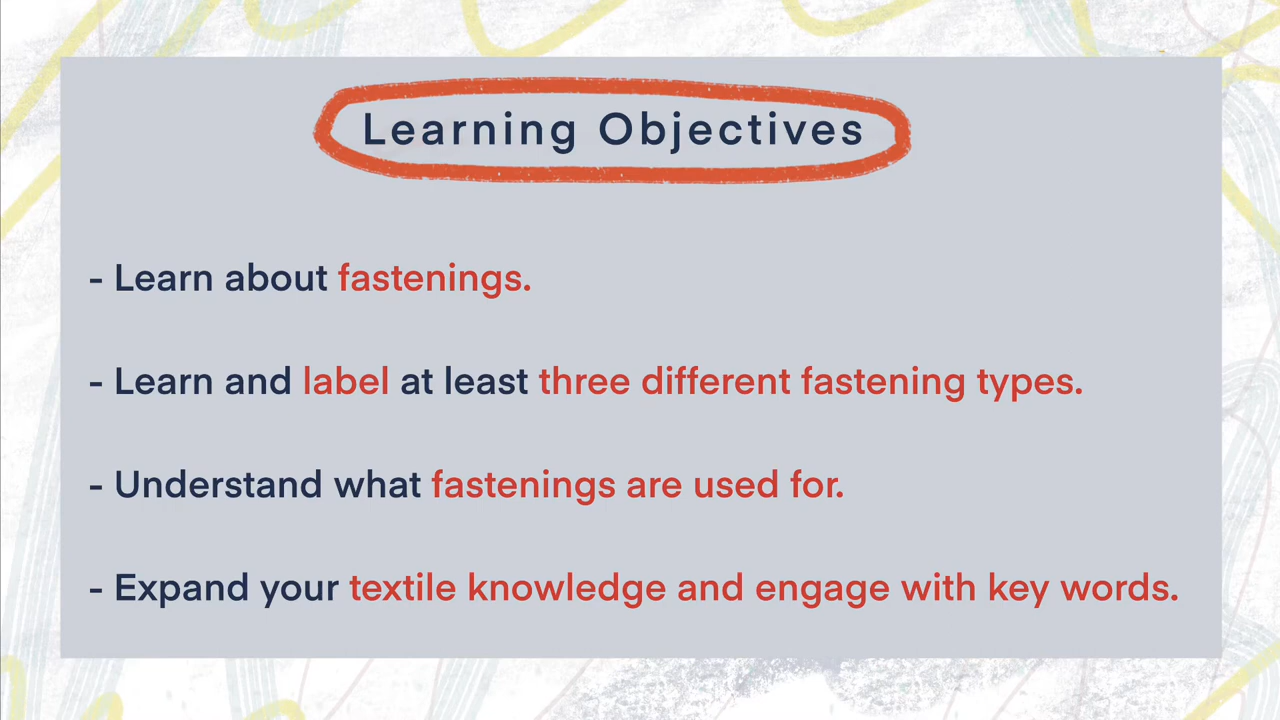 Learning Objectives
- Learn about fastenings.
- Learn and label at least three different fastening types.
- Understand what fastenings are used for.
- Expand your textile knowledge and engage with key words.